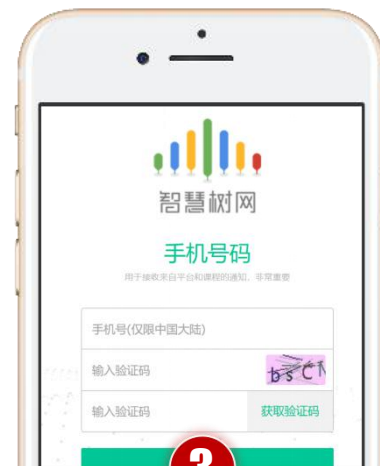 智慧树网
手机号码
用于接收来自平台和课程的通知，非常重要
手机号(仅限中国大陆)
输入验证码
bsCN
输入验证码
获取验证码